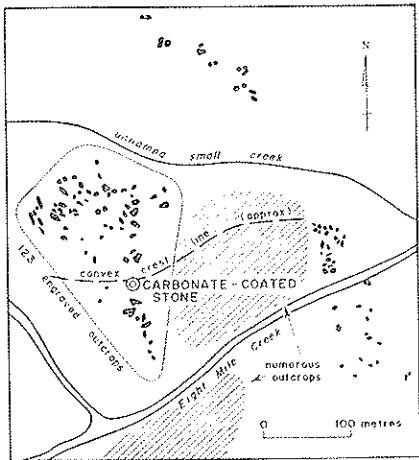 N
unnamed small creek
(approx)
convex crest line
CARBONATE-COATED
STONE
123 engraved outcrops
numerous
outcrops
Eight Mile Creek
0 100 metres